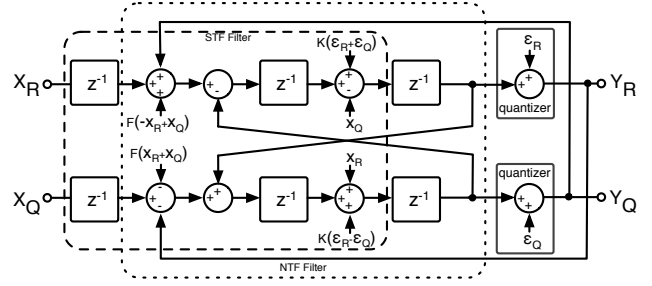 STF Filter
K(ε_R+ε_Q)
ε_R
X_R
z⁻¹
+
+
+
+
-
z⁻¹
+
+
+
z⁻¹
+
+
Y_R
F(-x_R+x_Q)
x_Q
quantizer
F(x_R+x_Q)
x_R
quantizer
X_Q
z⁻¹
-
+
-
+
+
z⁻¹
+
+
+
z⁻¹
+
+
Y_Q
K(ε_R-ε_Q)
ε_Q
NTF Filter